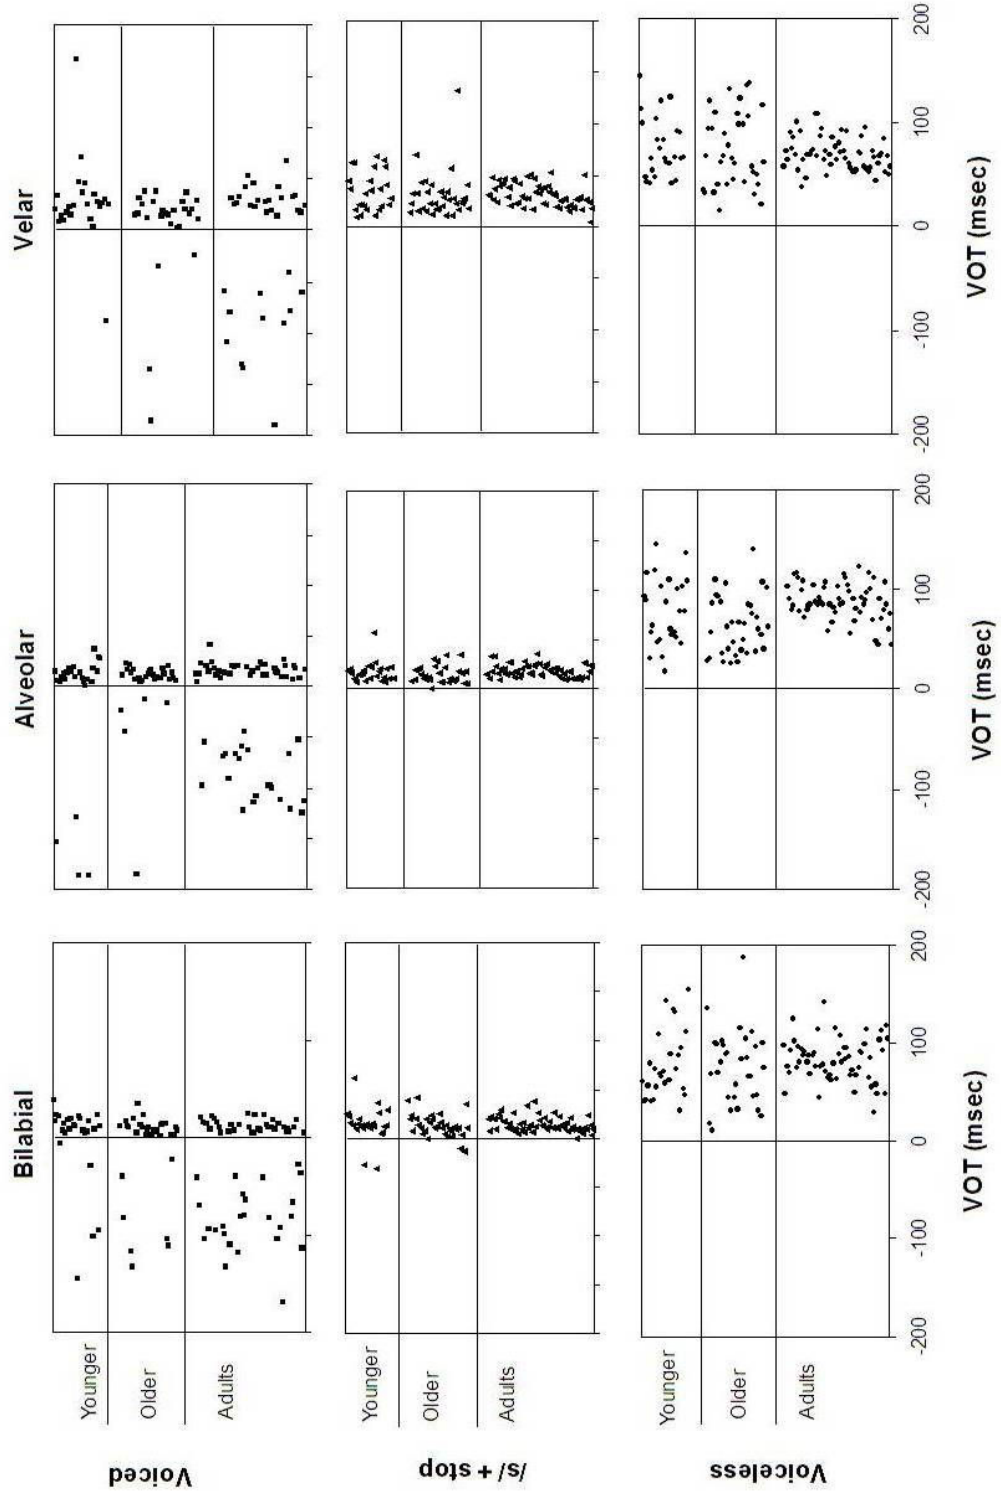 Bilabial
Alveolar
Velar
Voiced
Younger
Older
Adults
/s/ + stop
Younger
Older
Adults
Voiceless
Younger
Older
Adults
-200 -100 0 100 200
-200 -100 0 100 200
-200 -100 0 100 200
VOT (msec)
VOT (msec)
VOT (msec)